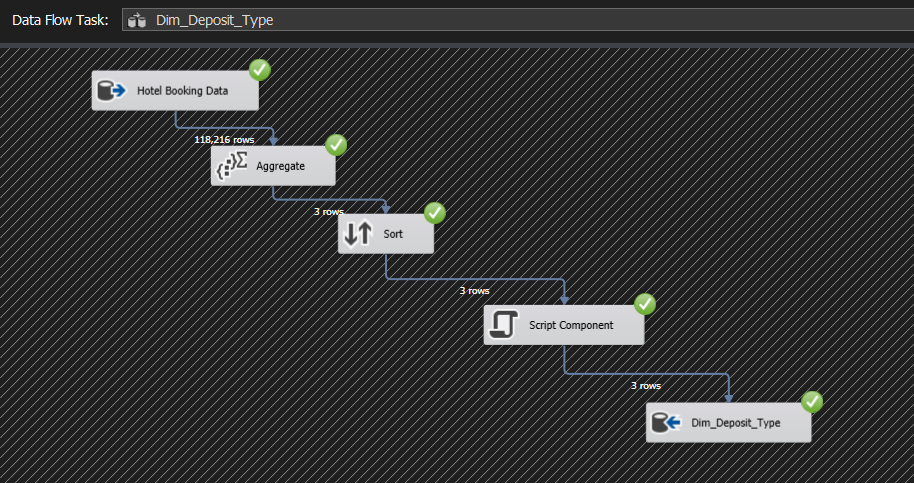 Data Flow Task: Dim_Deposit_Type
Hotel Booking Data
118,216 rows
Aggregate
3 rows
Sort
3 rows
Script Component
3 rows
Dim_Deposit_Type